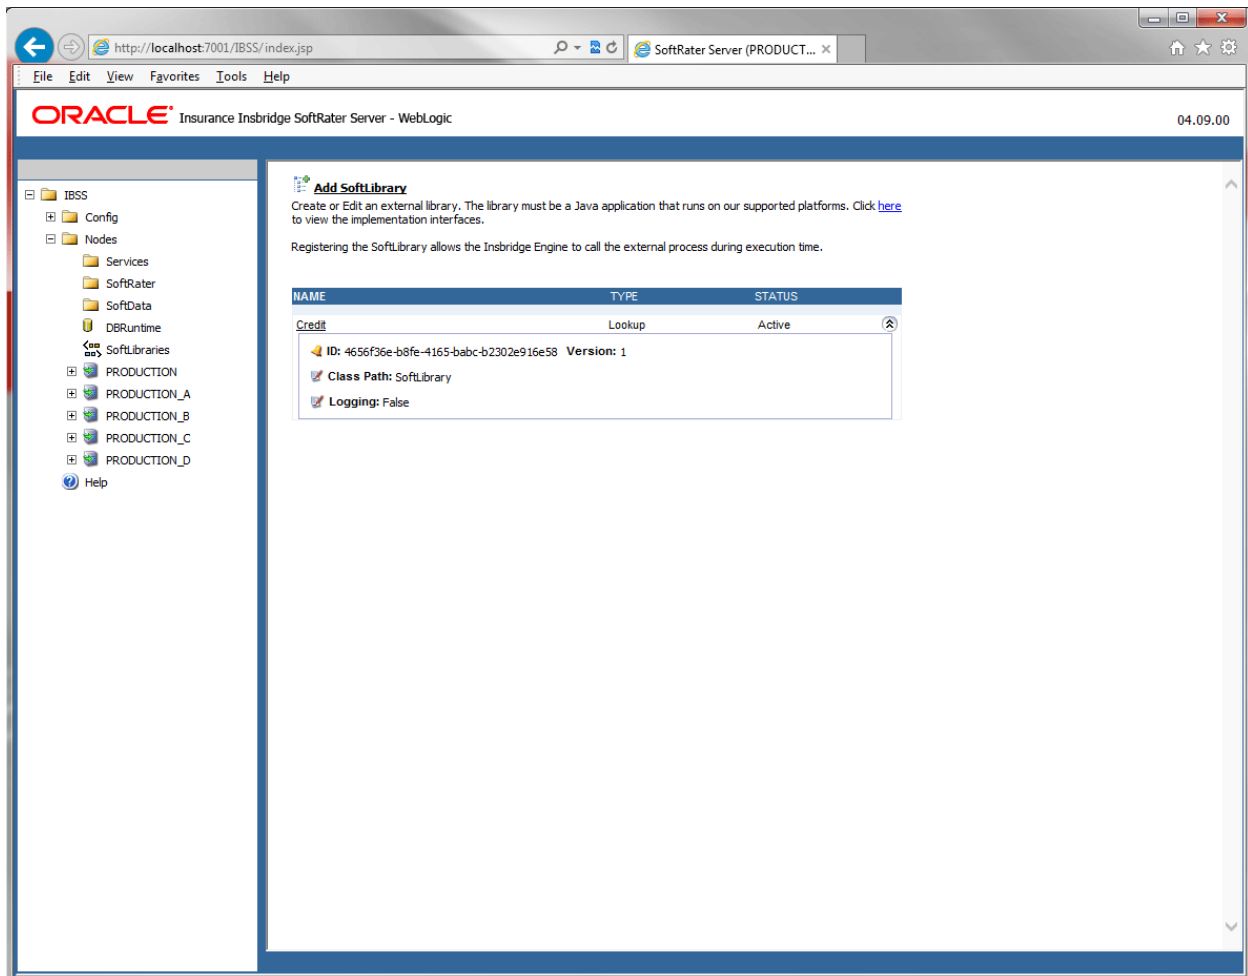 http://localhost:7001/IBSS/index.jsp
SoftRater Server (PRODUCT...
File Edit View Favorites Tools Help
ORACLE Insurance Insbridge SoftRater Server - WebLogic
04.09.00
IBSS
Config
Nodes
Services
SoftRater
SoftData
DBRuntime
SoftLibraries
PRODUCTION
PRODUCTION_A
PRODUCTION_B
PRODUCTION_C
PRODUCTION_D
Help
Add SoftLibrary
Create or Edit an external library. The library must be a Java application that runs on our supported platforms. Click here
to view the implementation interfaces.
Registering the SoftLibrary allows the Insbridge Engine to call the external process during execution time.
NAME TYPE STATUS
Credit Lookup Active
ID: 4656f36e-b8fe-4165-babc-b2302e916e58 Version: 1
Class Path: SoftLibrary
Logging: False